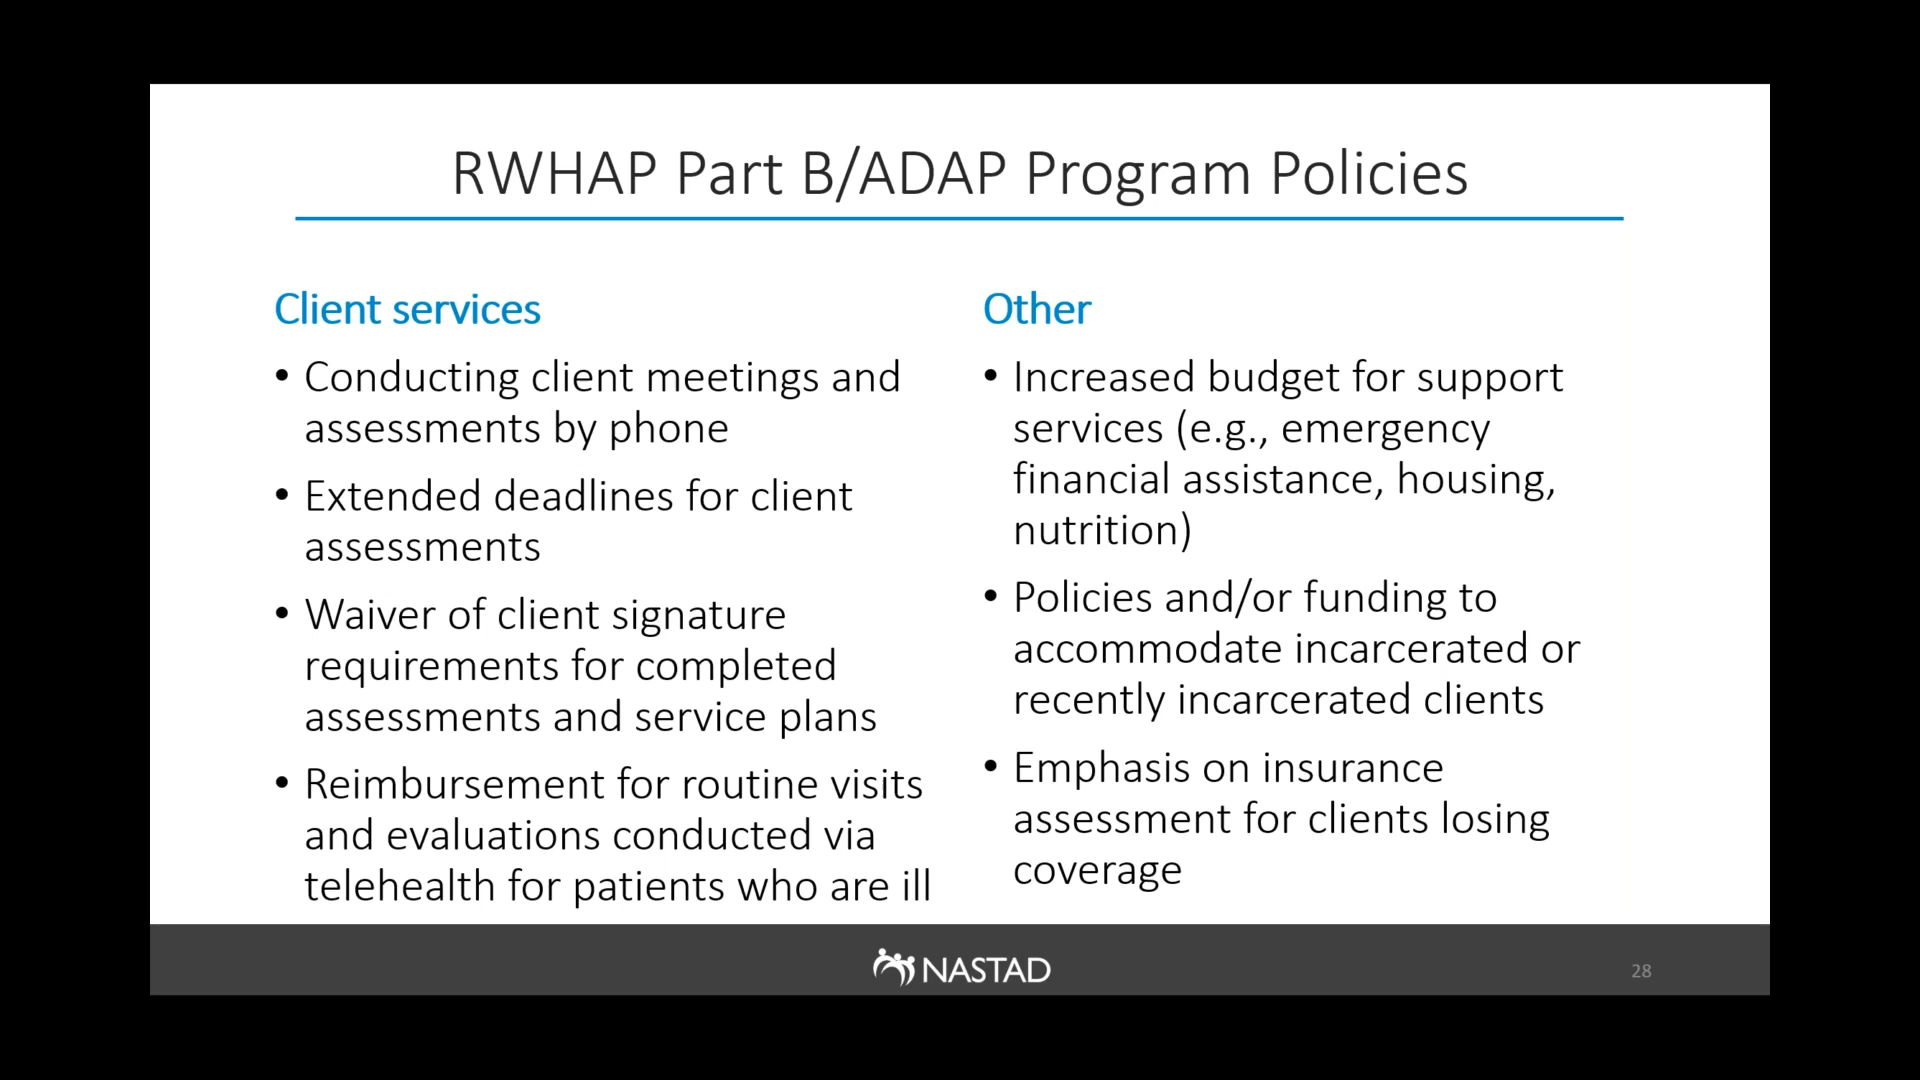 RWHAP Part B/ADAP Program Policies
Client services
• Conducting client meetings and
assessments by phone
• Extended deadlines for client
assessments
• Waiver of client signature
requirements for completed
assessments and service plans
• Reimbursement for routine visits
and evaluations conducted via
telehealth for patients who are ill
Other
• Increased budget for support
services (e.g., emergency
financial assistance, housing,
nutrition)
• Policies and/or funding to
accommodate incarcerated or
recently incarcerated clients
• Emphasis on insurance
assessment for clients losing
coverage
NASTAD
28